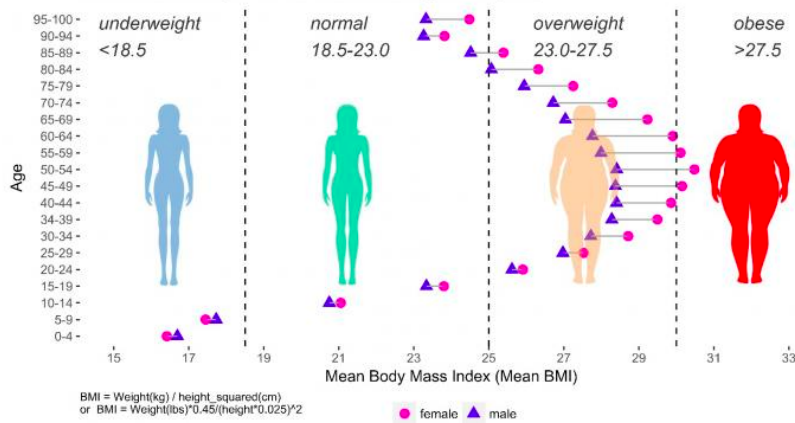 underweight normal overweight obese
<18.5 18.5-23.0 23.0-27.5 >27.5
Age
95-100
90-94
85-89
80-84
75-79
70-74
65-69
60-64
55-59
50-54
45-49
40-44
34-39
30-34
25-29
20-24
15-19
10-14
5-9
0-4
15 17 19 21 23 25 27 29 31 33
Mean Body Mass Index (Mean BMI)
BMI = Weight(kg) / height_squared(cm)
or BMI = Weight(lbs)*0.45/(height*0.025)^2
female male